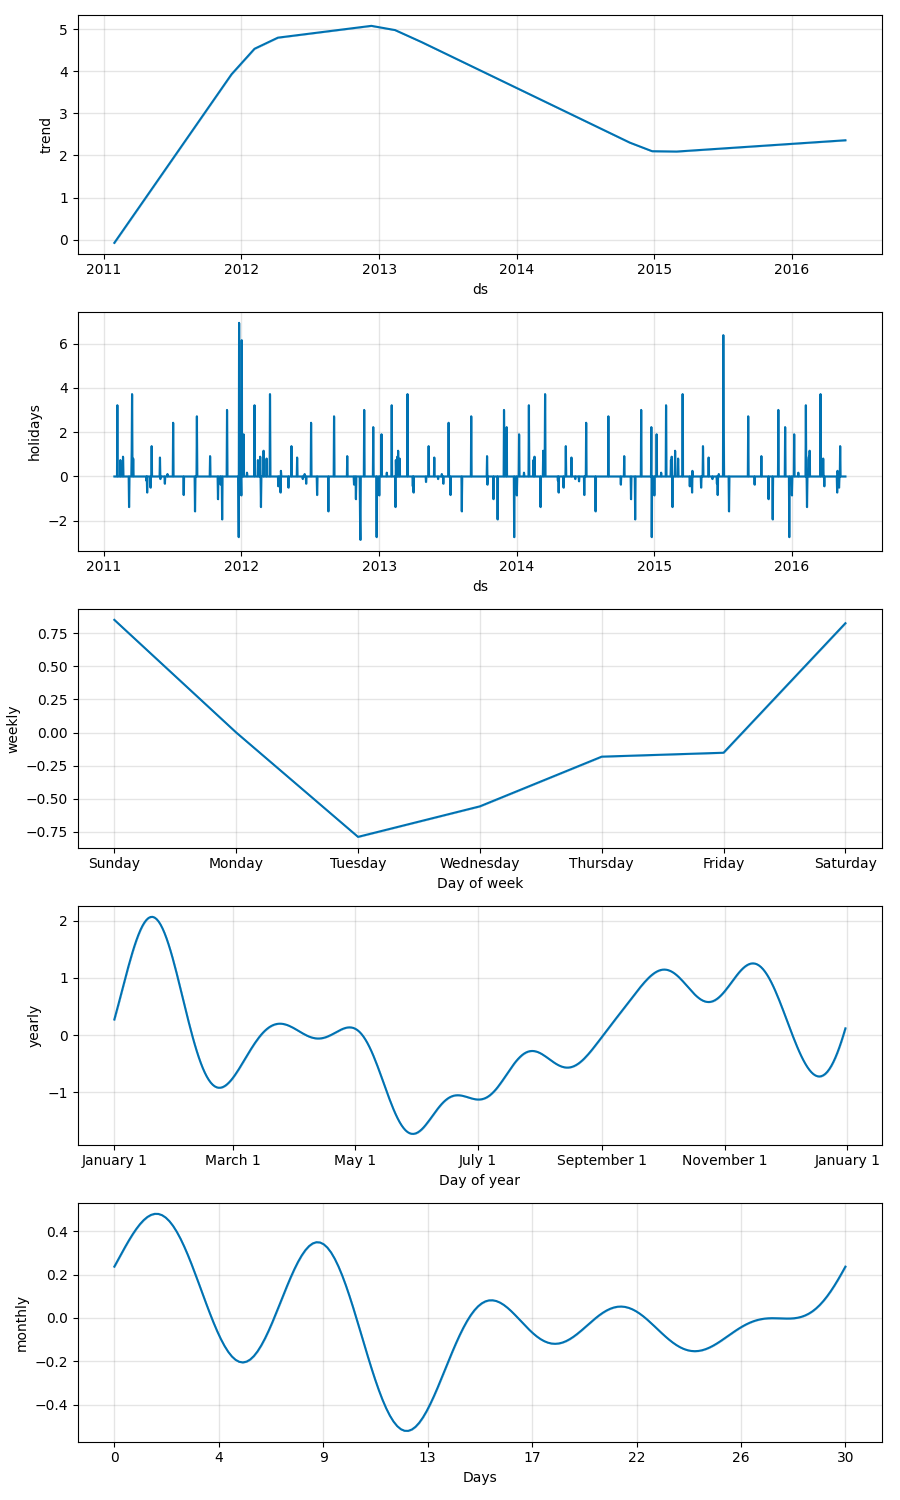 5
4
3
2
1
0
trend
2011 2012 2013 2014 2015 2016
ds
6
4
2
0
−2
holidays
2011 2012 2013 2014 2015 2016
ds
0.75
0.50
0.25
0.00
−0.25
−0.50
−0.75
weekly
Sunday Monday Tuesday Wednesday Thursday Friday Saturday
Day of week
2
1
0
−1
yearly
January 1 March 1 May 1 July 1 September 1 November 1 January 1
Day of year
0.4
0.2
0.0
−0.2
−0.4
monthly
0 4 9 13 17 22 26 30
Days